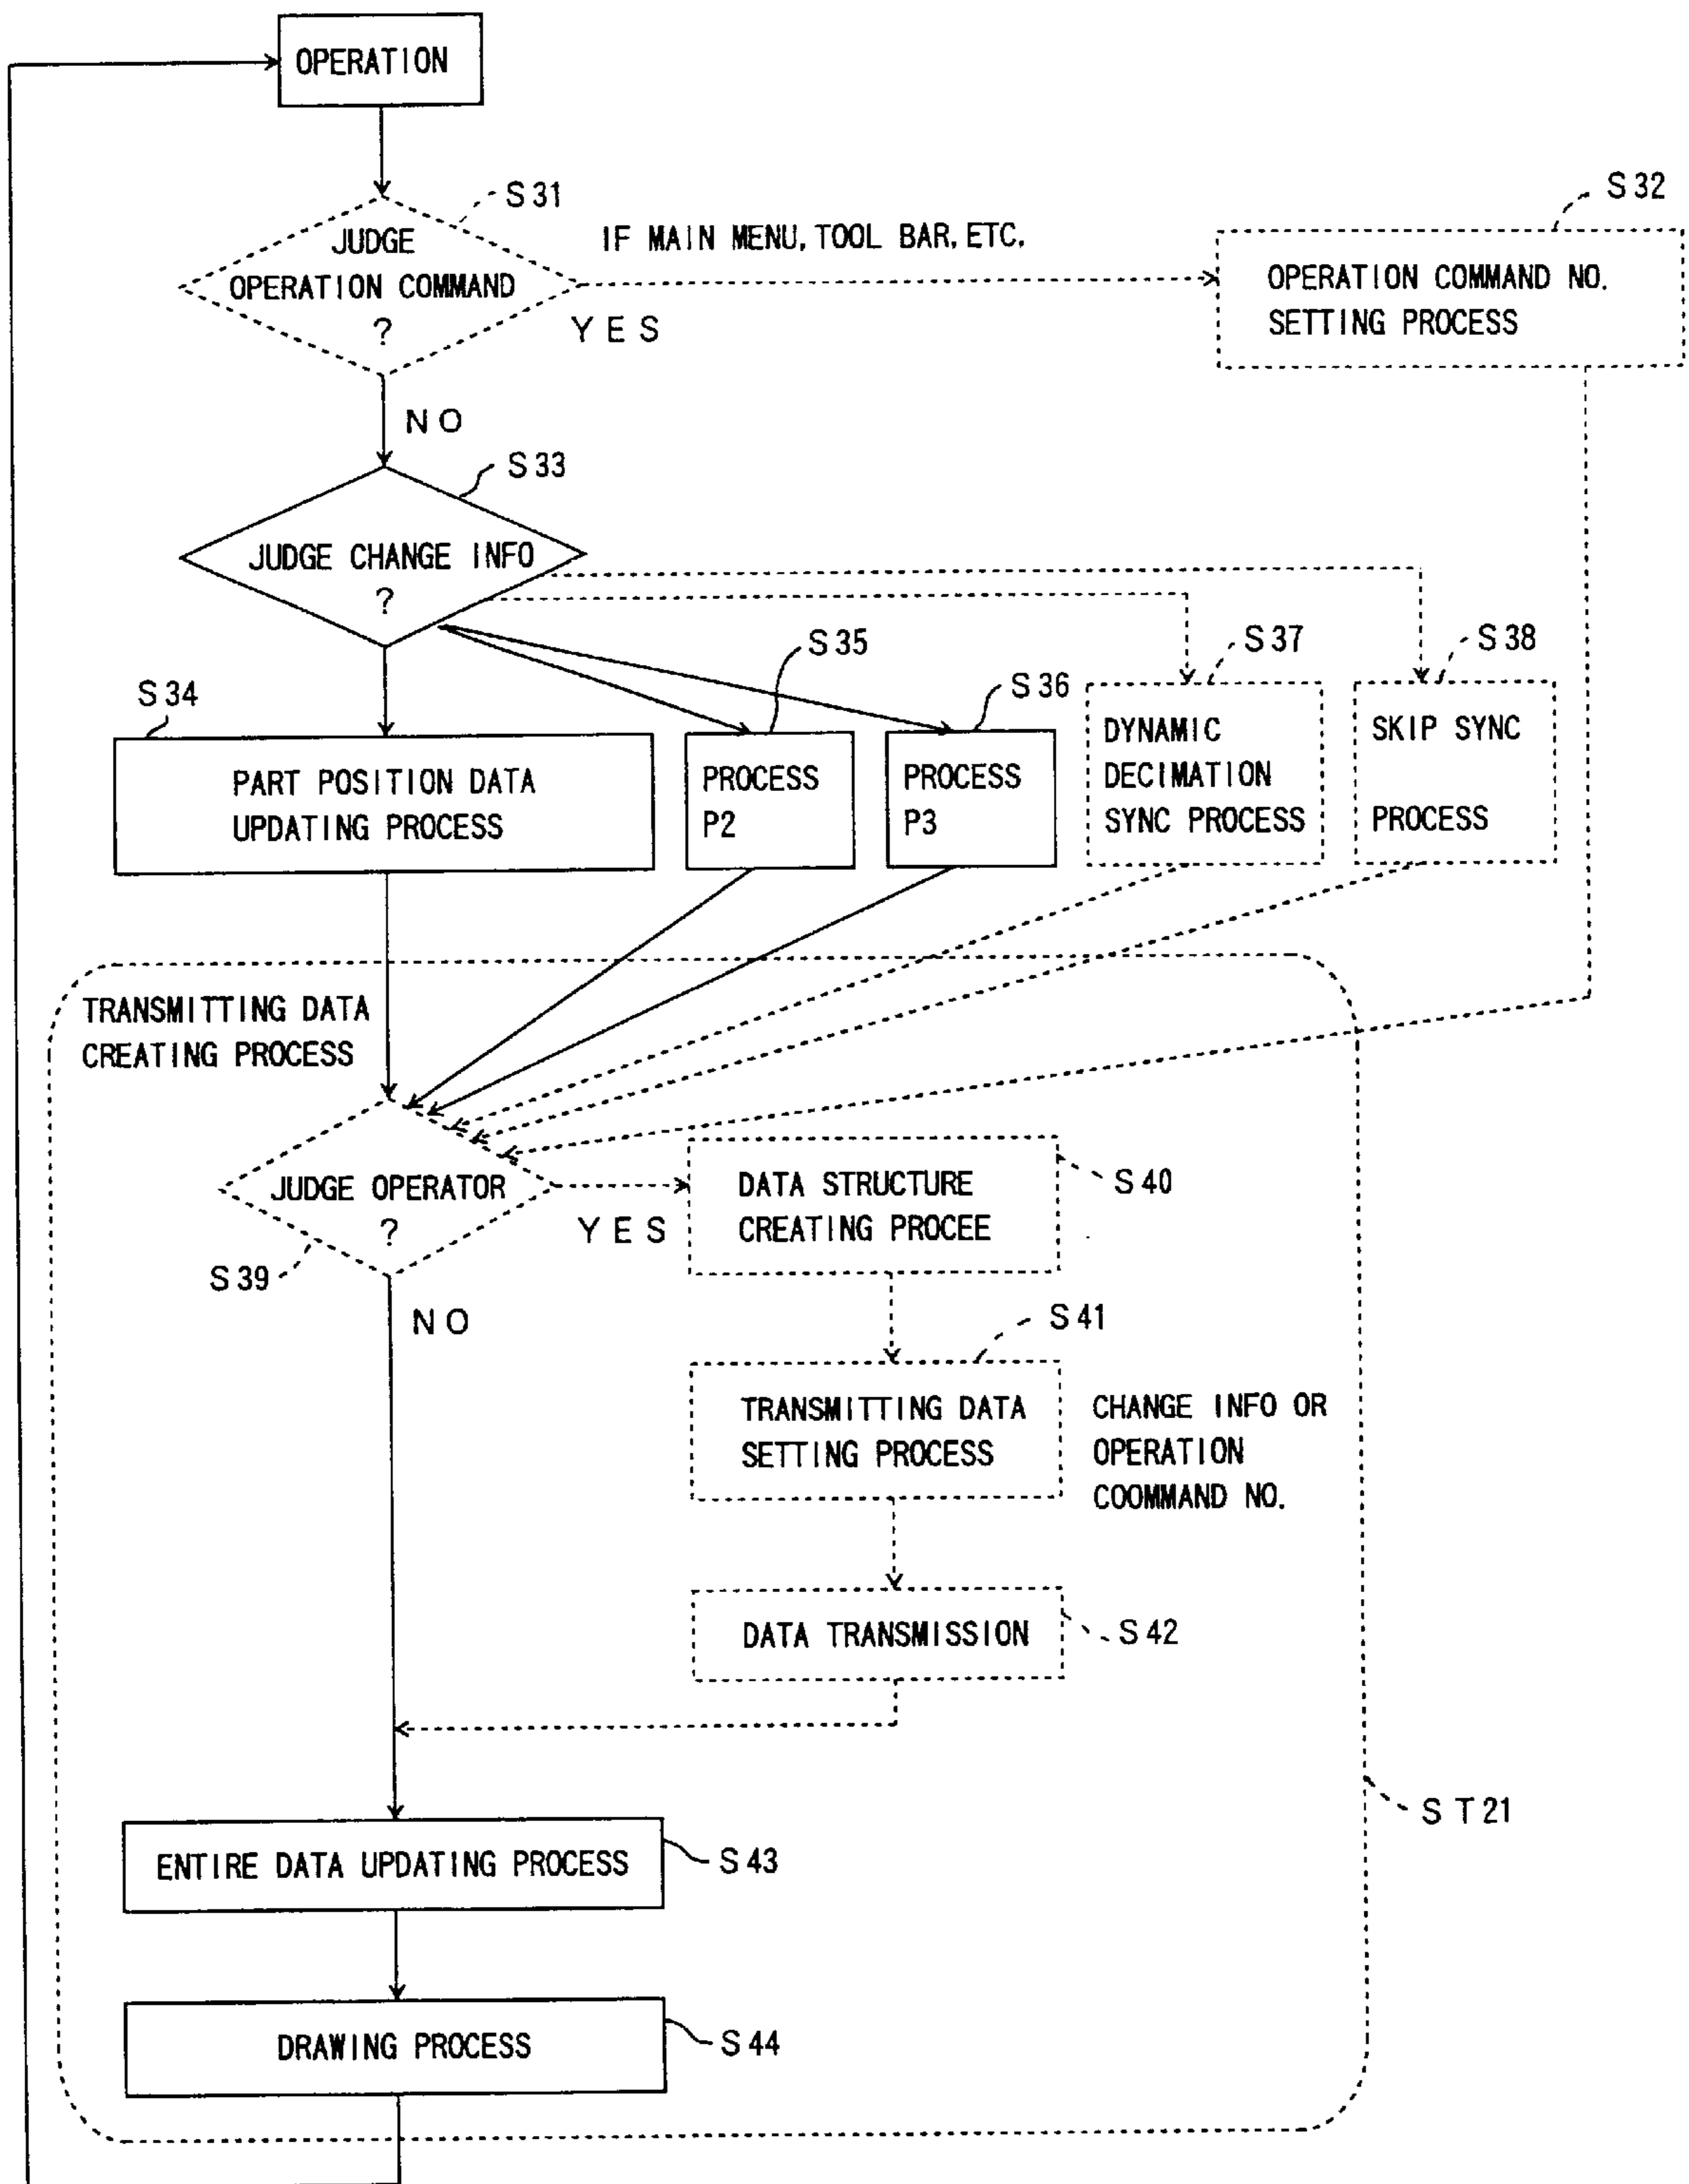 OPERATION
S31
JUDGE
OPERATION COMMAND
?
IF MAIN MENU, TOOL BAR, ETC.
YES
S32
OPERATION COMMAND NO.
SETTING PROCESS
NO
S33
JUDGE CHANGE INFO
?
S34
PART POSITION DATA
UPDATING PROCESS
S35
PROCESS
P2
S36
PROCESS
P3
S37
DYNAMIC
DECIMATION
SYNC PROCESS
S38
SKIP SYNC
PROCESS
TRANSMITTING DATA
CREATING PROCESS
JUDGE OPERATOR
?
S39
YES
NO
DATA STRUCTURE
CREATING PROCEE
S40
S41
TRANSMITTING DATA
SETTING PROCESS
CHANGE INFO OR
OPERATION
COOMMAND NO.
DATA TRANSMISSION
S42
ST21
ENTIRE DATA UPDATING PROCESS
S43
DRAWING PROCESS
S44